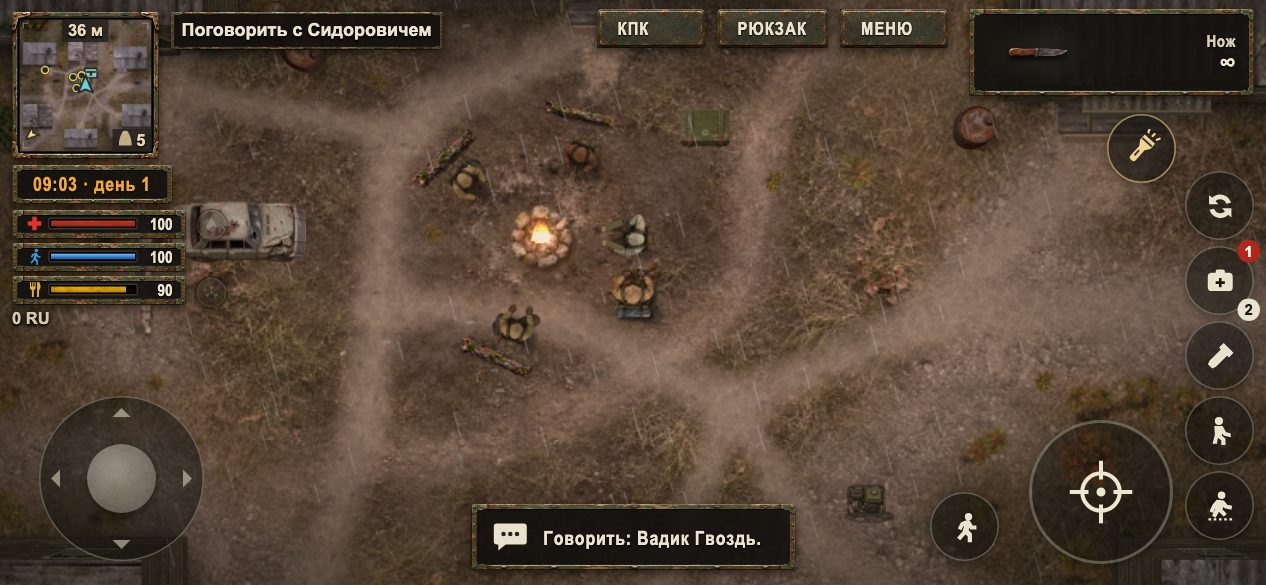 36 м
Поговорить с Сидоровичем
КПК
РЮКЗАК
МЕНЮ
Нож
∞
5
09:03 · день 1
100
100
90
0 RU
1
2
Говорить: Вадик Гвоздь.